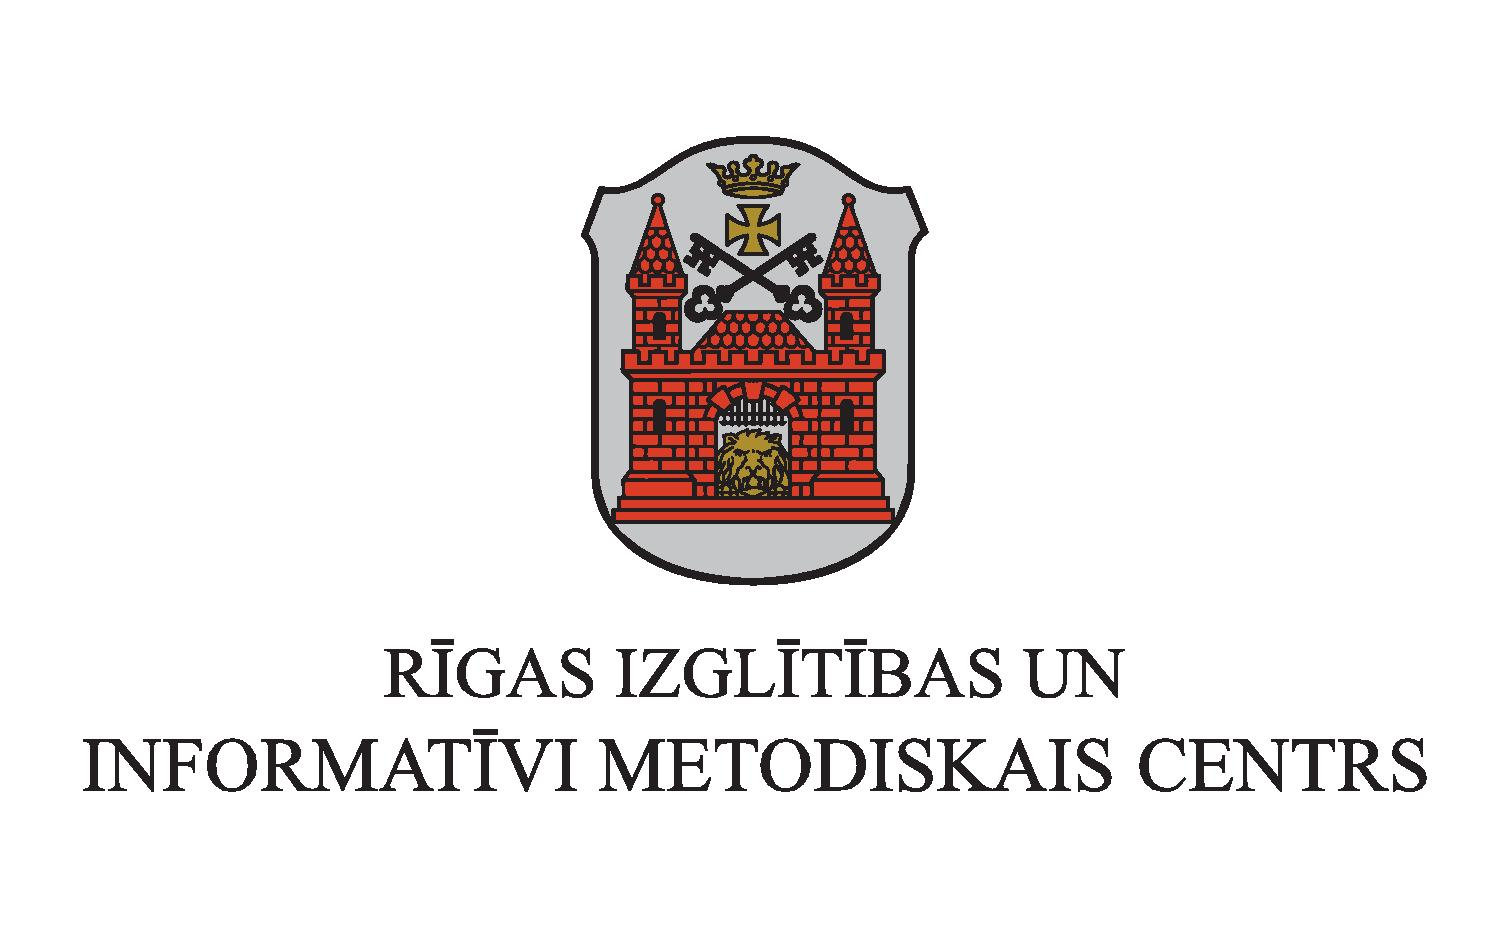 RĪGAS IZGLĪTĪBAS UN
INFORMATĪVI METODISKAIS CENTRS